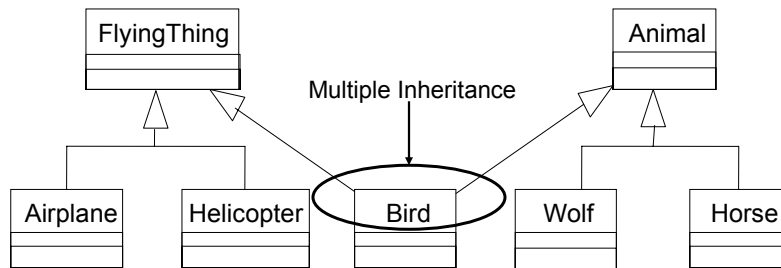 FlyingThing
Animal
Multiple Inheritance
Airplane
Helicopter
Bird
Wolf
Horse